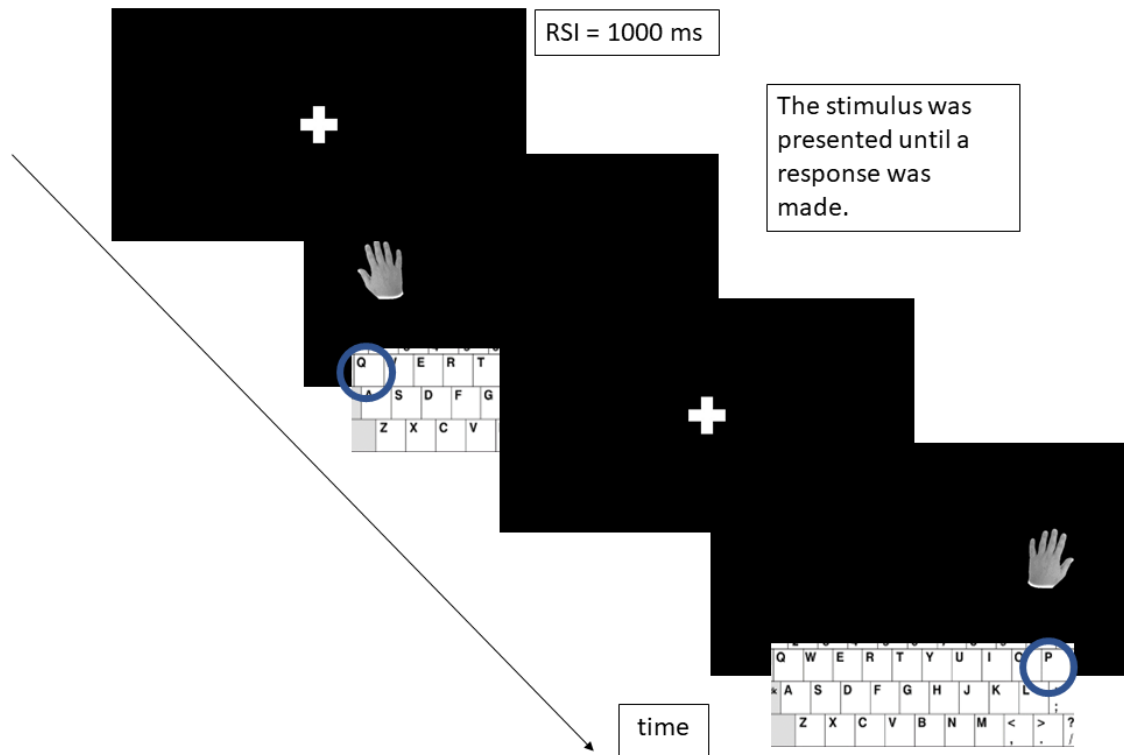 RSI = 1000 ms
The stimulus was
presented until a
response was
made.
Q E R T
S D F G
Z X C V
Q W E R T Y U I P
A S D F G H J K L ;
Z X C V B N M < , > . ? /
time